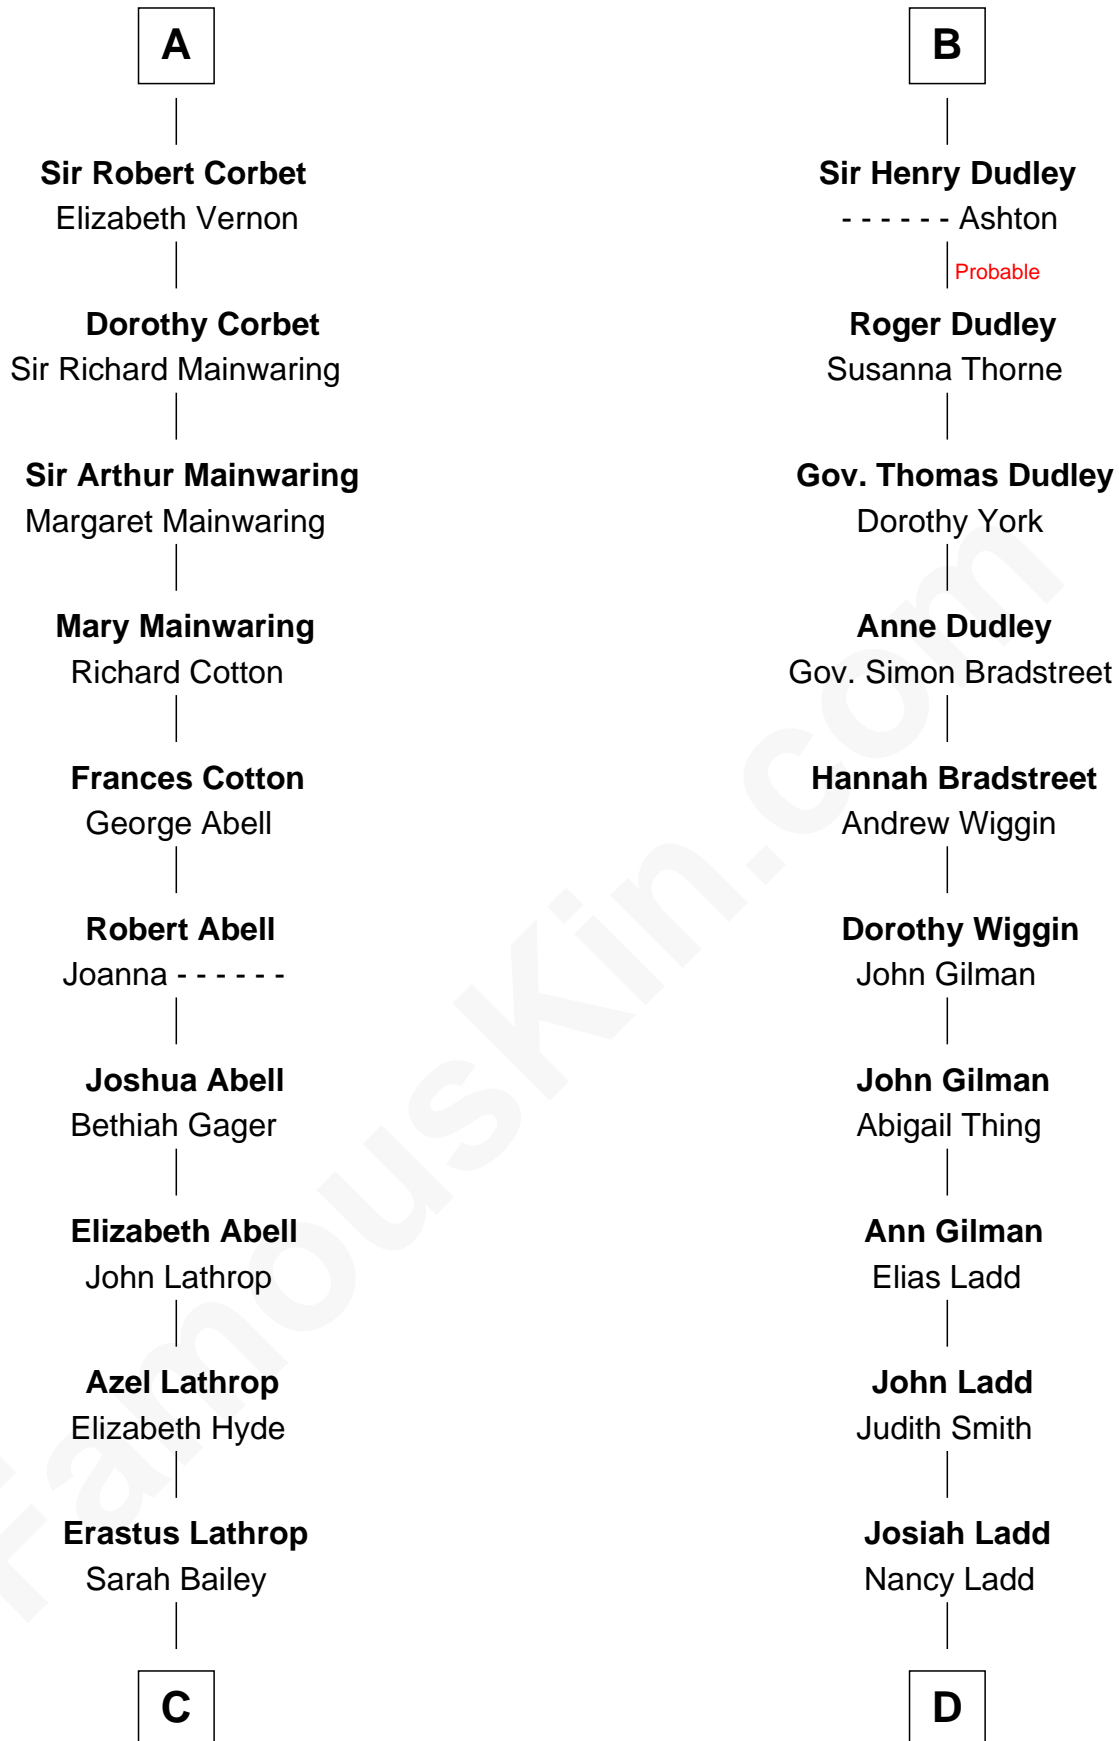 A
Sir Robert Corbet
Elizabeth Vernon
Dorothy Corbet
Sir Richard Mainwaring
Sir Arthur Mainwaring
Margaret Mainwaring
Mary Mainwaring
Richard Cotton
Frances Cotton
George Abell
Robert Abell
Joanna - - - - - -
Joshua Abell
Bethiah Gager
Elizabeth Abell
John Lathrop
Azel Lathrop
Elizabeth Hyde
Erastus Lathrop
Sarah Bailey
C
B
Sir Henry Dudley
- - - - - - Ashton
Probable
Roger Dudley
Susanna Thorne
Gov. Thomas Dudley
Dorothy York
Anne Dudley
Gov. Simon Bradstreet
Hannah Bradstreet
Andrew Wiggin
Dorothy Wiggin
John Gilman
John Gilman
Abigail Thing
Ann Gilman
Elias Ladd
John Ladd
Judith Smith
Josiah Ladd
Nancy Ladd
D
FamousKin.com